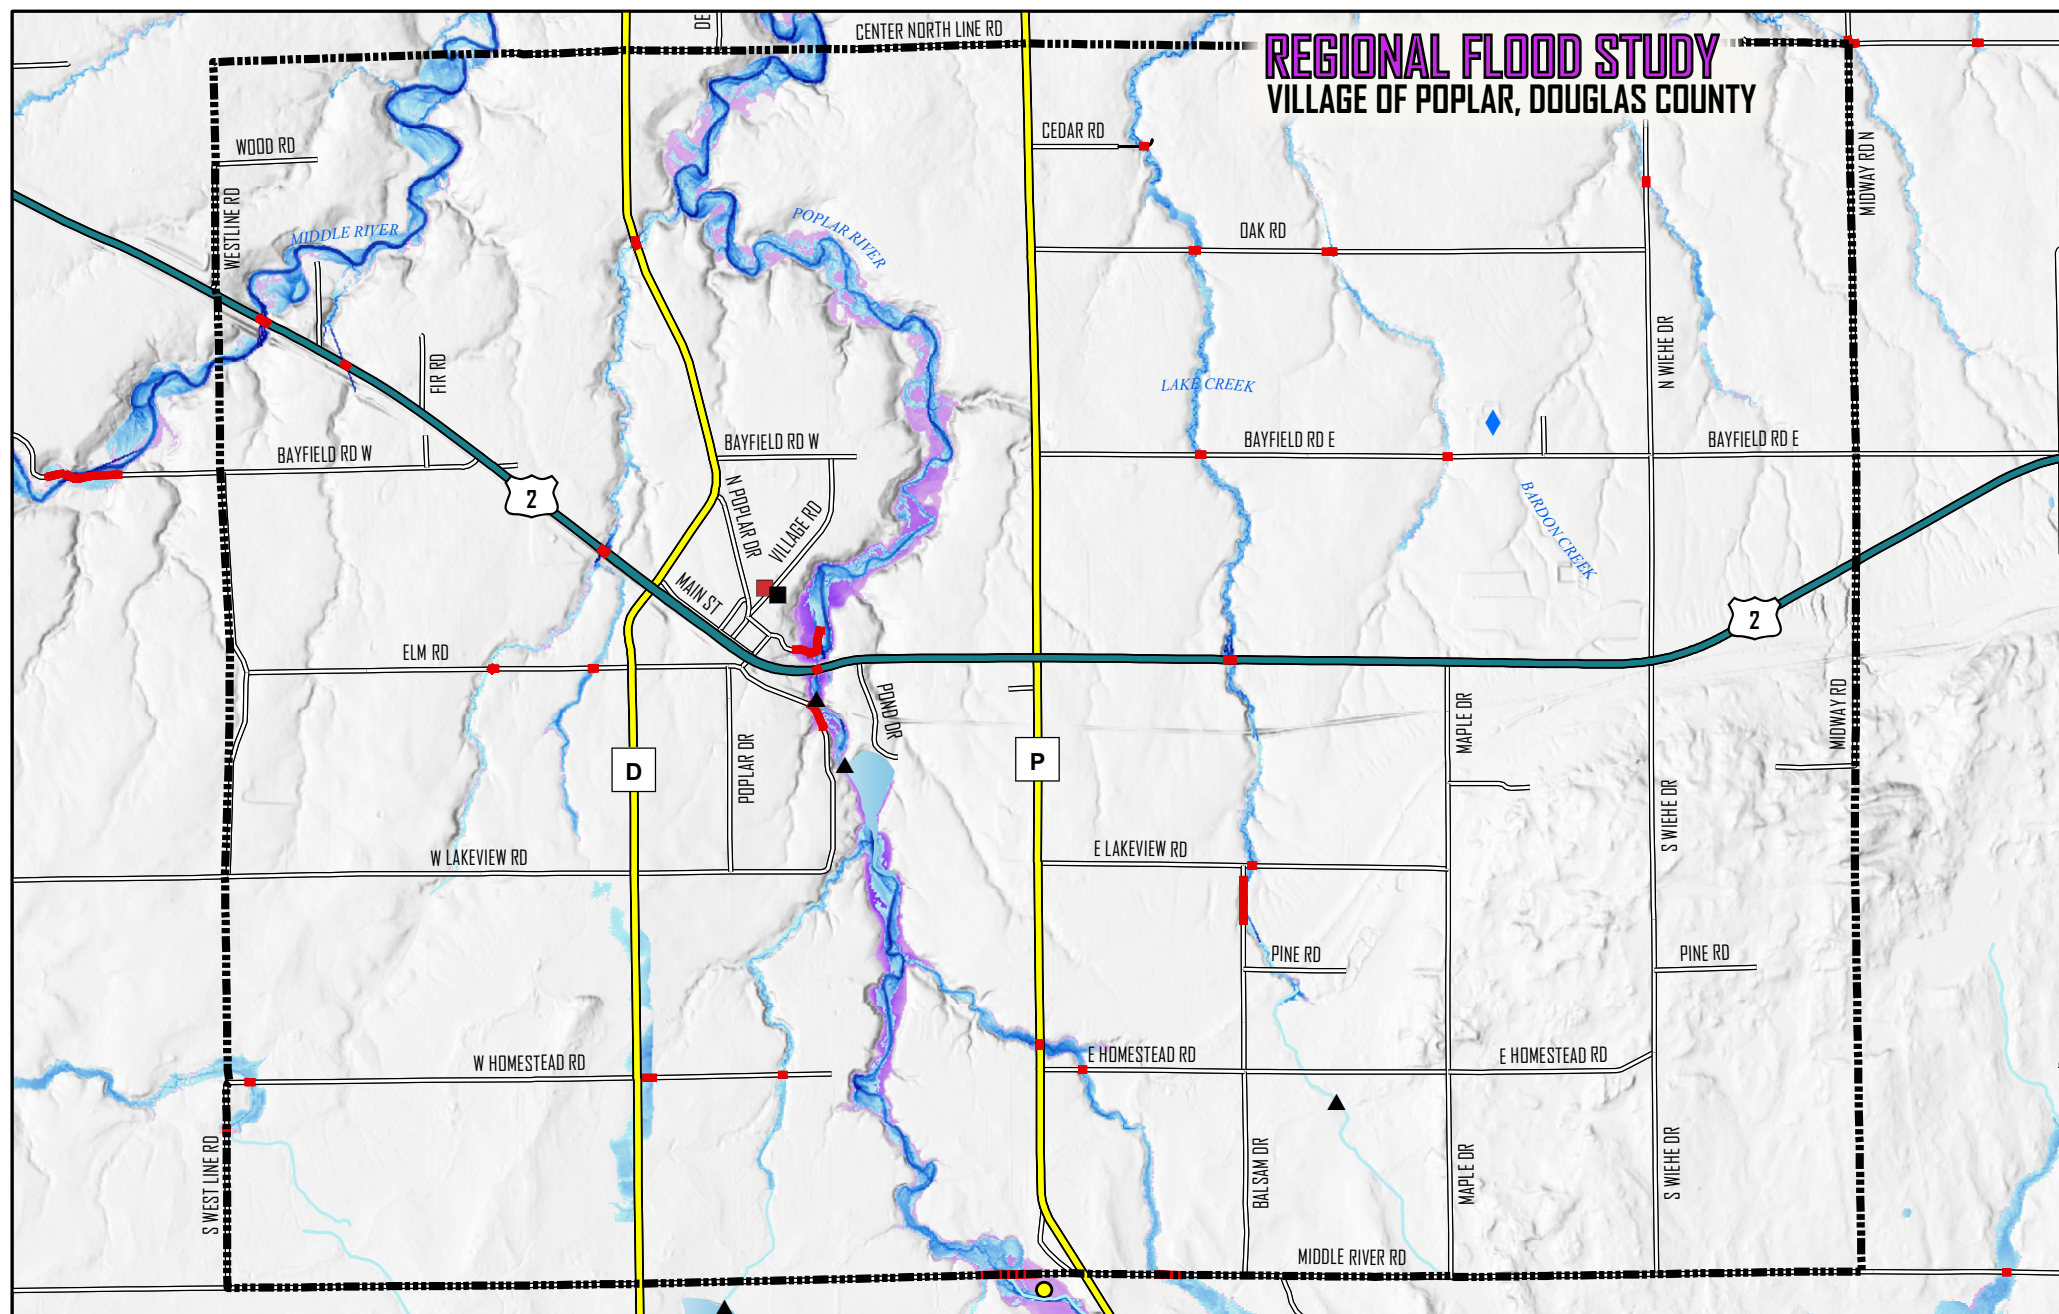 DE
CENTER NORTH LINE RD
REGIONAL FLOOD STUDY
VILLAGE OF POPLAR, DOUGLAS COUNTY
WOOD RD
CEDAR RD
MIDWAY RD N
WESTLINE RD
MIDDLE RIVER
POPLAR RIVER
OAK RD
FIR RD
N WIEHE DR
LAKE CREEK
BAYFIELD RD W
BAYFIELD RD W
BAYFIELD RD E
BAYFIELD RD E
2
N POPLAR DR
VILLAGE RD
BARDON CREEK
MAIN ST
2
ELM RD
POND DR
MAPLE DR
MIDWAY RD
D
POPLAR DR
P
S WIEHE DR
W LAKEVIEW RD
E LAKEVIEW RD
PINE RD
PINE RD
W HOMESTEAD RD
E HOMESTEAD RD
E HOMESTEAD RD
S WEST LINE RD
BALSAM DR
MAPLE DR
S WIEHE DR
MIDDLE RIVER RD